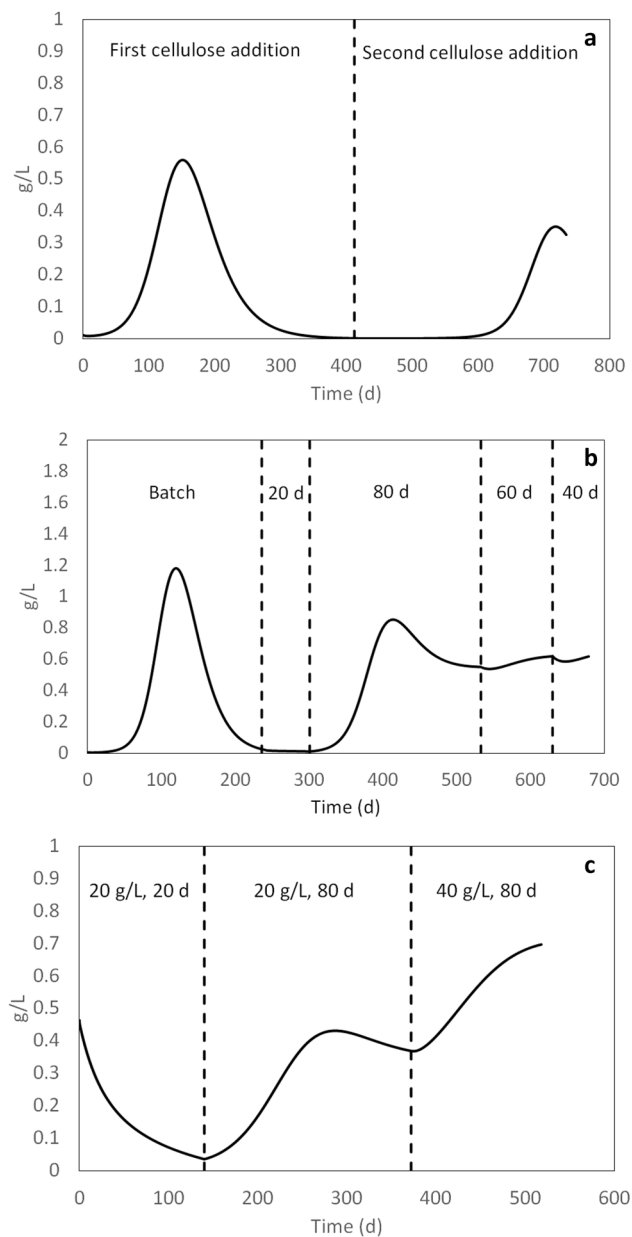 1
a
First cellulose addition
Second cellulose addition
0.9
0.8
0.7
0.6
g/L
0.5
0.4
0.3
0.2
0.1
0
0 100 200 300 400 500 600 700 800
Time (d)
2
b
1.8
Batch 20 d 80 d 60 d 40 d
1.6
1.4
1.2
g/L
1
0.8
0.6
0.4
0.2
0
0 100 200 300 400 500 600 700
Time (d)
1
c
0.9
20 g/L, 20 d 20 g/L, 80 d 40 g/L, 80 d
0.8
0.7
0.6
g/L
0.5
0.4
0.3
0.2
0.1
0
0 100 200 300 400 500 600
Time (d)